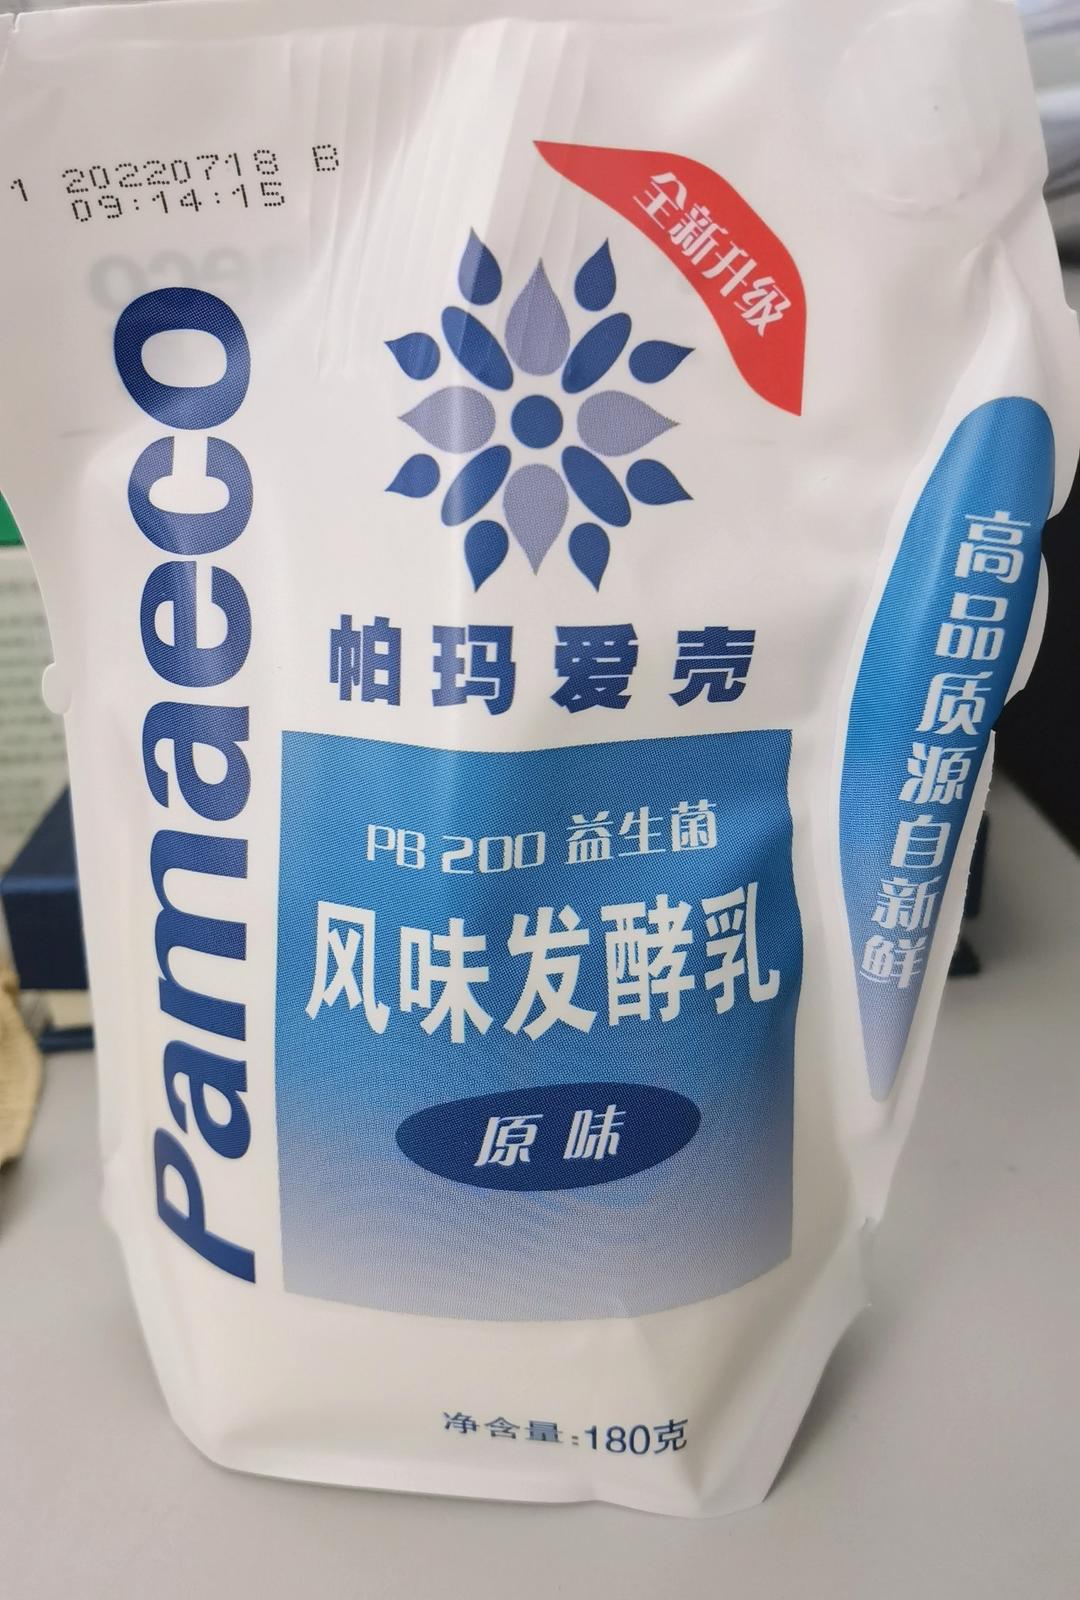 1 20220718 B
09:14:15
全新升级
Pamaeco
帕玛爱壳
PB 200 益生菌
风味发酵乳
原味
高品质源自新鲜
净含量:180克